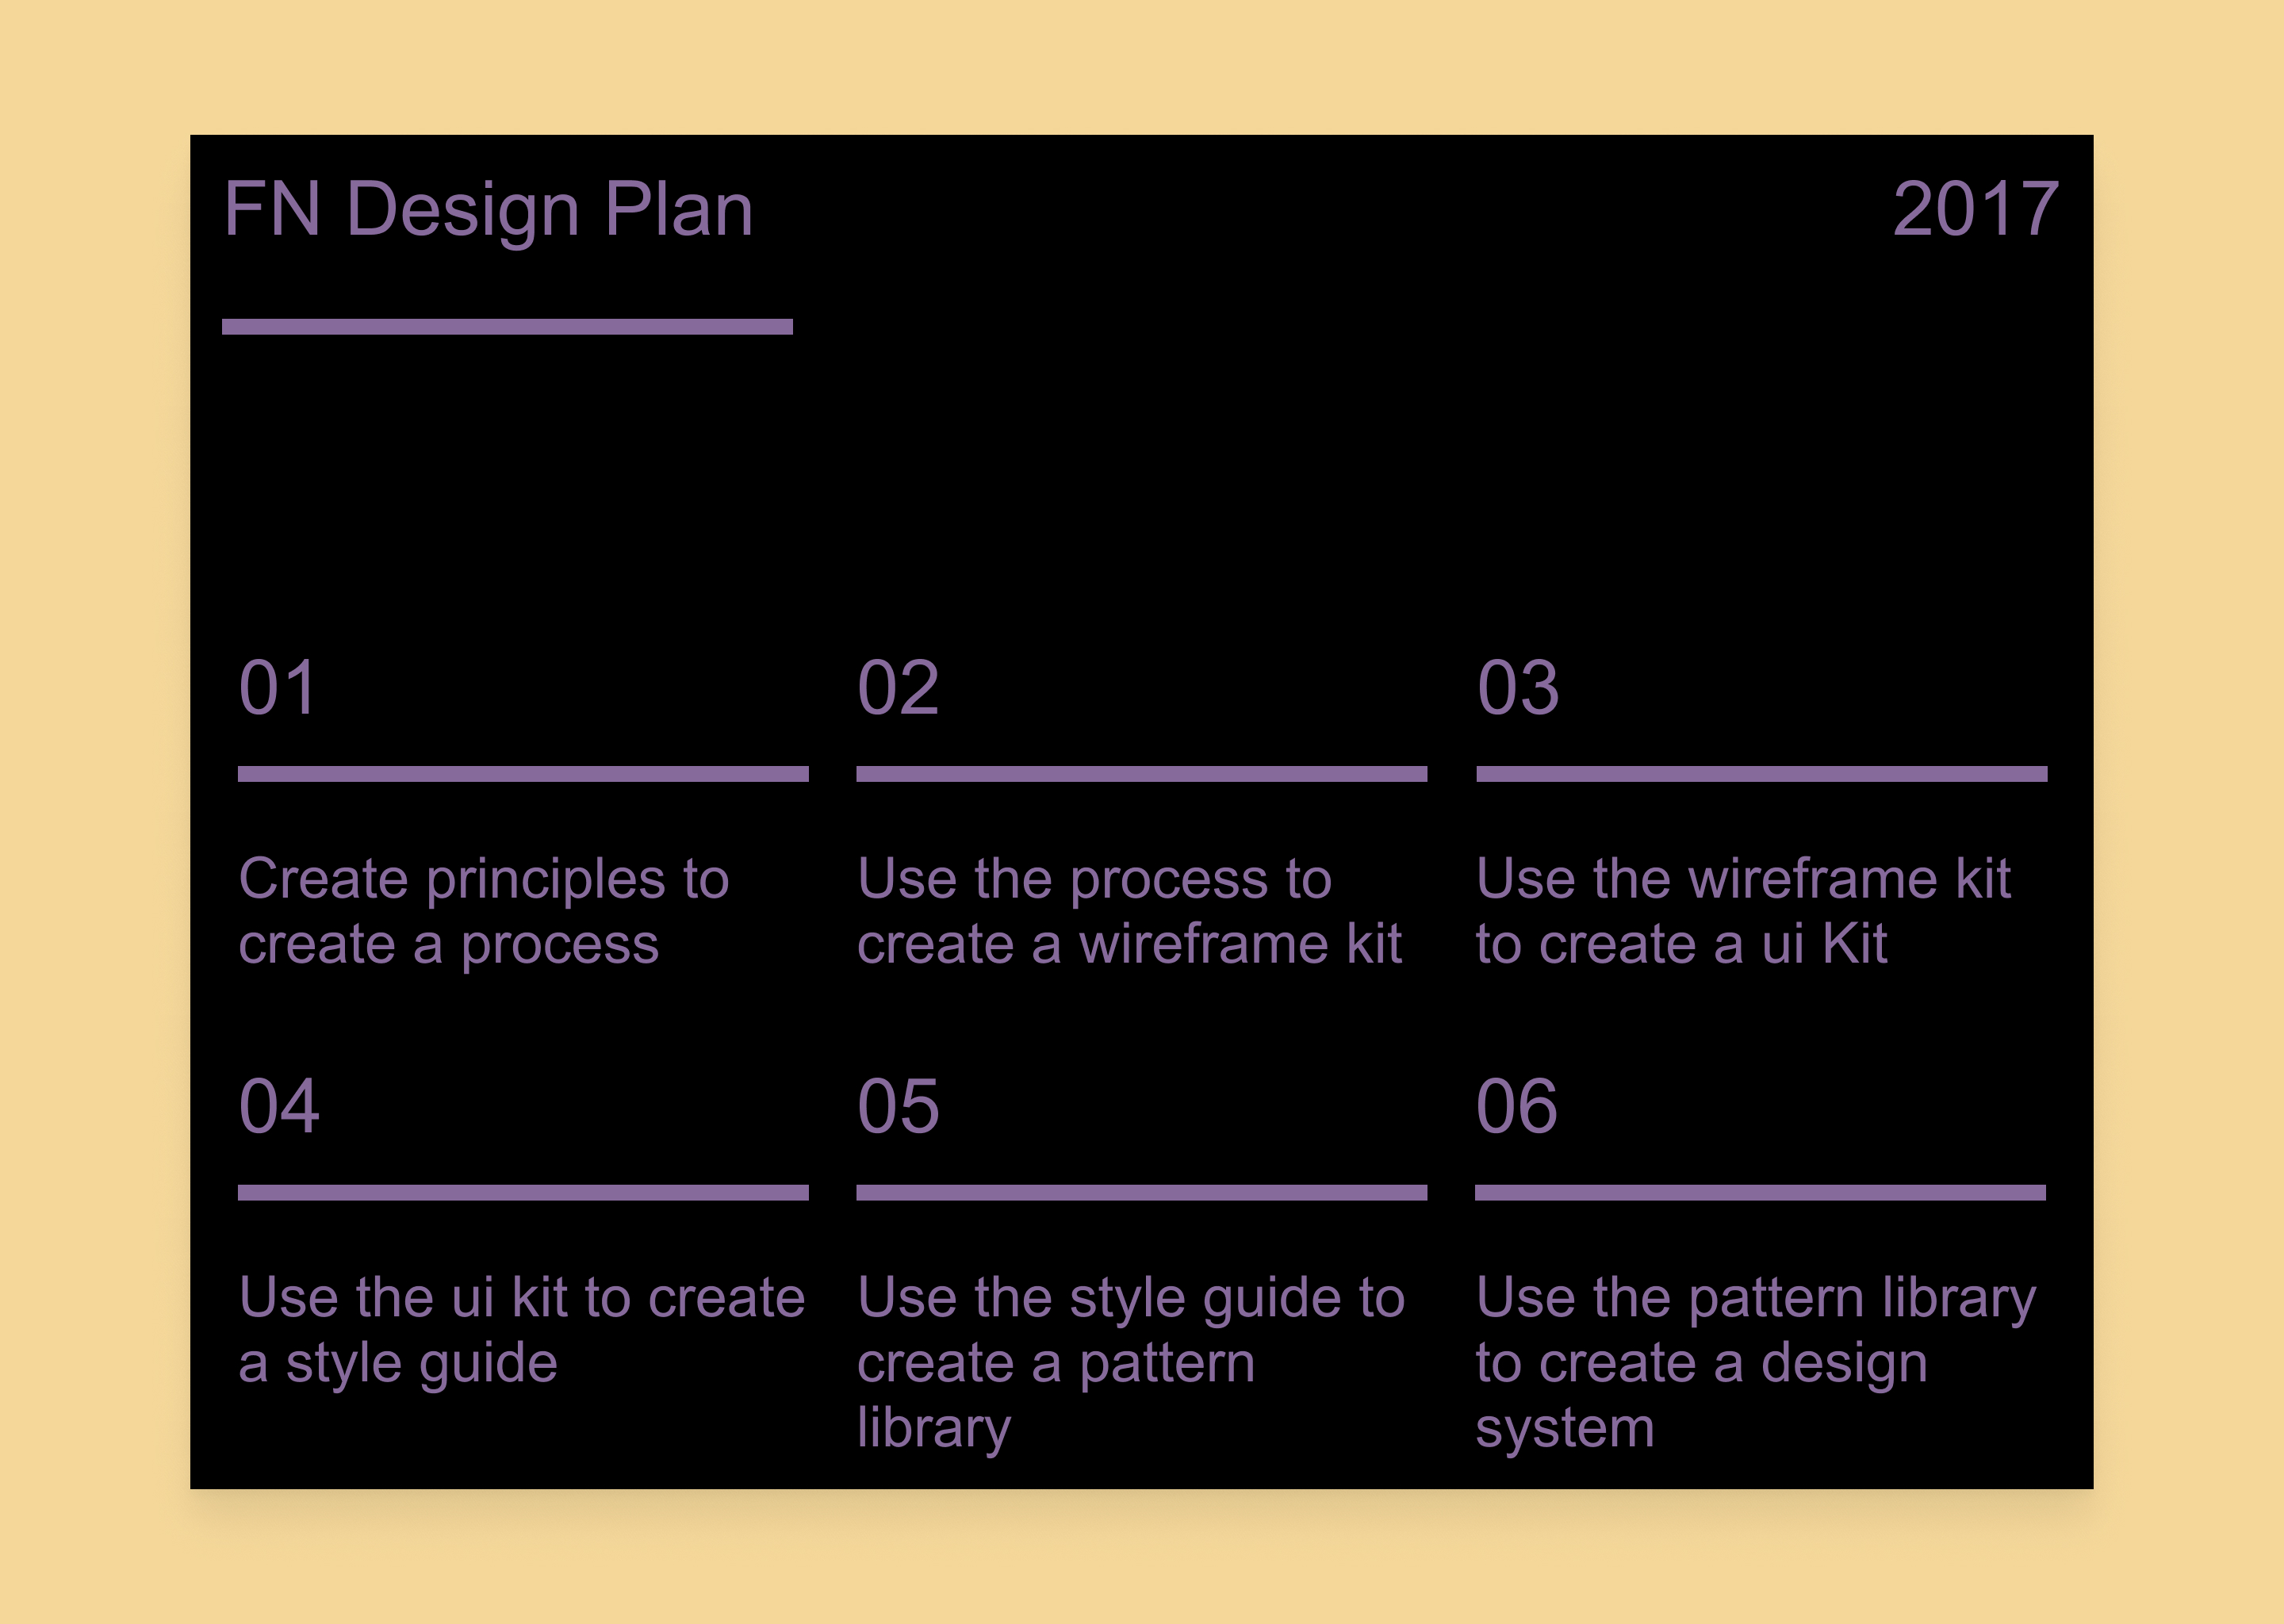 FN Design Plan
2017
01
Create principles to
create a process
02
Use the process to
create a wireframe kit
03
Use the wireframe kit
to create a ui Kit
04
Use the ui kit to create
a style guide
05
Use the style guide to
create a pattern
library
06
Use the pattern library
to create a design
system